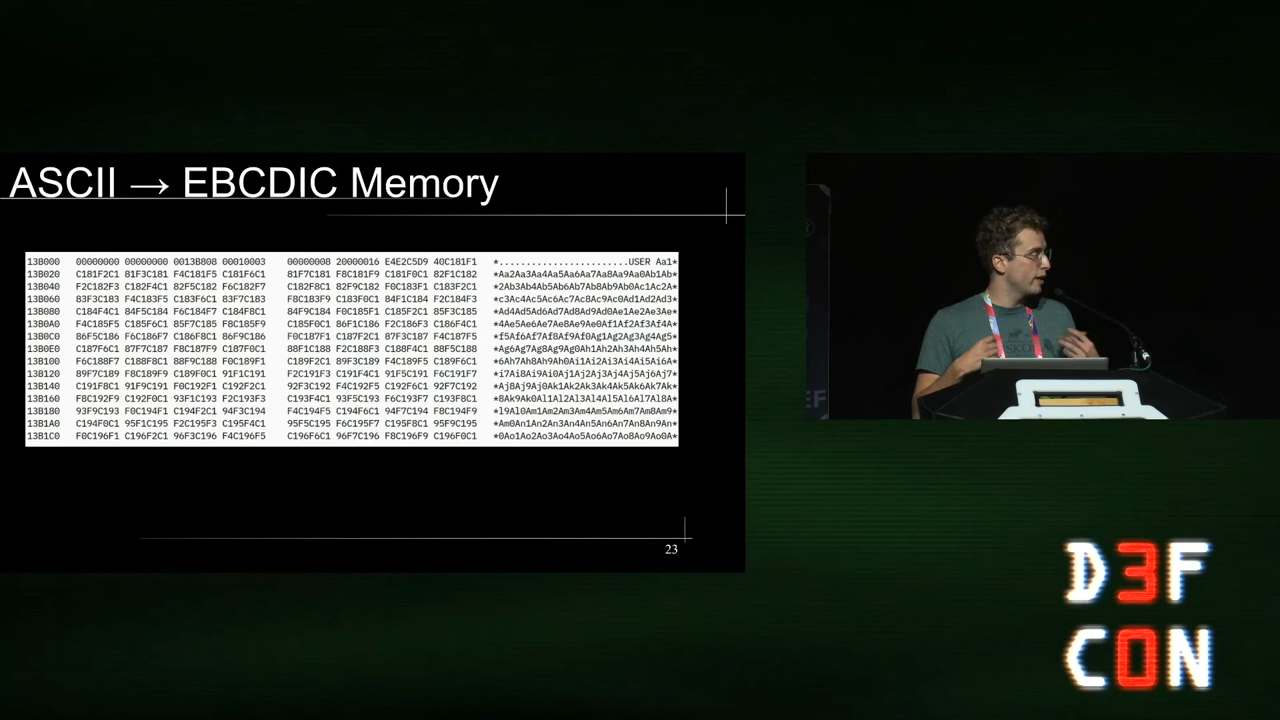 ASCII → EBCDIC Memory
13B000 00000000 00000000 0013B808 00010003 00000008 20000016 E4E2C5D9 40C181F1 *.......................USER Aa1*
13B020 C181F2C1 81F3C181 F4C181F5 C181F6C1 81F7C181 F8C181F9 C181F0C1 82F1C182 *Aa2Aa3Aa4Aa5Aa6Aa7Aa8Aa9Aa0Ab1Ab*
13B040 F2C182F3 C182F4C1 82F5C182 F6C182F7 C182F8C1 82F9C182 F0C183F1 C183F2C1 *2Ab3Ab4Ab5Ab6Ab7Ab8Ab9Ab0Ac1Ac2A*
13B060 83F3C183 F4C183F5 C183F6C1 83F7C183 F8C183F9 C183F0C1 84F1C184 F2C184F3 *c3Ac4Ac5Ac6Ac7Ac8Ac9Ac0Ad1Ad2Ad3*
13B080 C184F4C1 84F5C184 F6C184F7 C184F8C1 84F9C184 F0C185F1 C185F2C1 85F3C185 *Ad4Ad5Ad6Ad7Ad8Ad9Ad0Ae1Ae2Ae3Ae*
13B0A0 F4C185F5 C185F6C1 85F7C185 F8C185F9 C185F0C1 86F1C186 F2C186F3 C186F4C1 *4Ae5Ae6Ae7Ae8Ae9Ae0Af1Af2Af3Af4A*
13B0C0 86F5C186 F6C186F7 C186F8C1 86F9C186 F0C187F1 C187F2C1 87F3C187 F4C187F5 *f5Af6Af7Af8Af9Af0Ag1Ag2Ag3Ag4Ag5*
13B0E0 C187F6C1 87F7C187 F8C187F9 C187F0C1 88F1C188 F2C188F3 C188F4C1 88F5C188 *Ag6Ag7Ag8Ag9Ag0Ah1Ah2Ah3Ah4Ah5Ah*
13B100 F6C188F7 C188F8C1 88F9C188 F0C189F1 C189F2C1 89F3C189 F4C189F5 C189F6C1 *6Ah7Ah8Ah9Ah0Ai1Ai2Ai3Ai4Ai5Ai6A*
13B120 89F7C189 F8C189F9 C189F0C1 91F1C191 F2C191F3 C191F4C1 91F5C191 F6C191F7 *i7Ai8Ai9Ai0Aj1Aj2Aj3Aj4Aj5Aj6Aj7*
13B140 C191F8C1 91F9C191 F0C192F1 C192F2C1 92F3C192 F4C192F5 C192F6C1 92F7C192 *Aj8Aj9Aj0Ak1Ak2Ak3Ak4Ak5Ak6Ak7Ak*
13B160 F8C192F9 C192F0C1 93F1C193 F2C193F3 C193F4C1 93F5C193 F6C193F7 C193F8C1 *8Ak9Ak0Al1Al2Al3Al4Al5Al6Al7Al8A*
13B180 93F9C193 F0C194F1 C194F2C1 94F3C194 F4C194F5 C194F6C1 94F7C194 F8C194F9 *l9Al0Am1Am2Am3Am4Am5Am6Am7Am8Am9*
13B1A0 C194F0C1 95F1C195 F2C195F3 C195F4C1 95F5C195 F6C195F7 C195F8C1 95F9C195 *Am0An1An2An3An4An5An6An7An8An9An*
13B1C0 F0C196F1 C196F2C1 96F3C196 F4C196F5 C196F6C1 96F7C196 F8C196F9 C196F0C1 *0Ao1Ao2Ao3Ao4Ao5Ao6Ao7Ao8Ao9Ao0A*
23
D3F
C0N